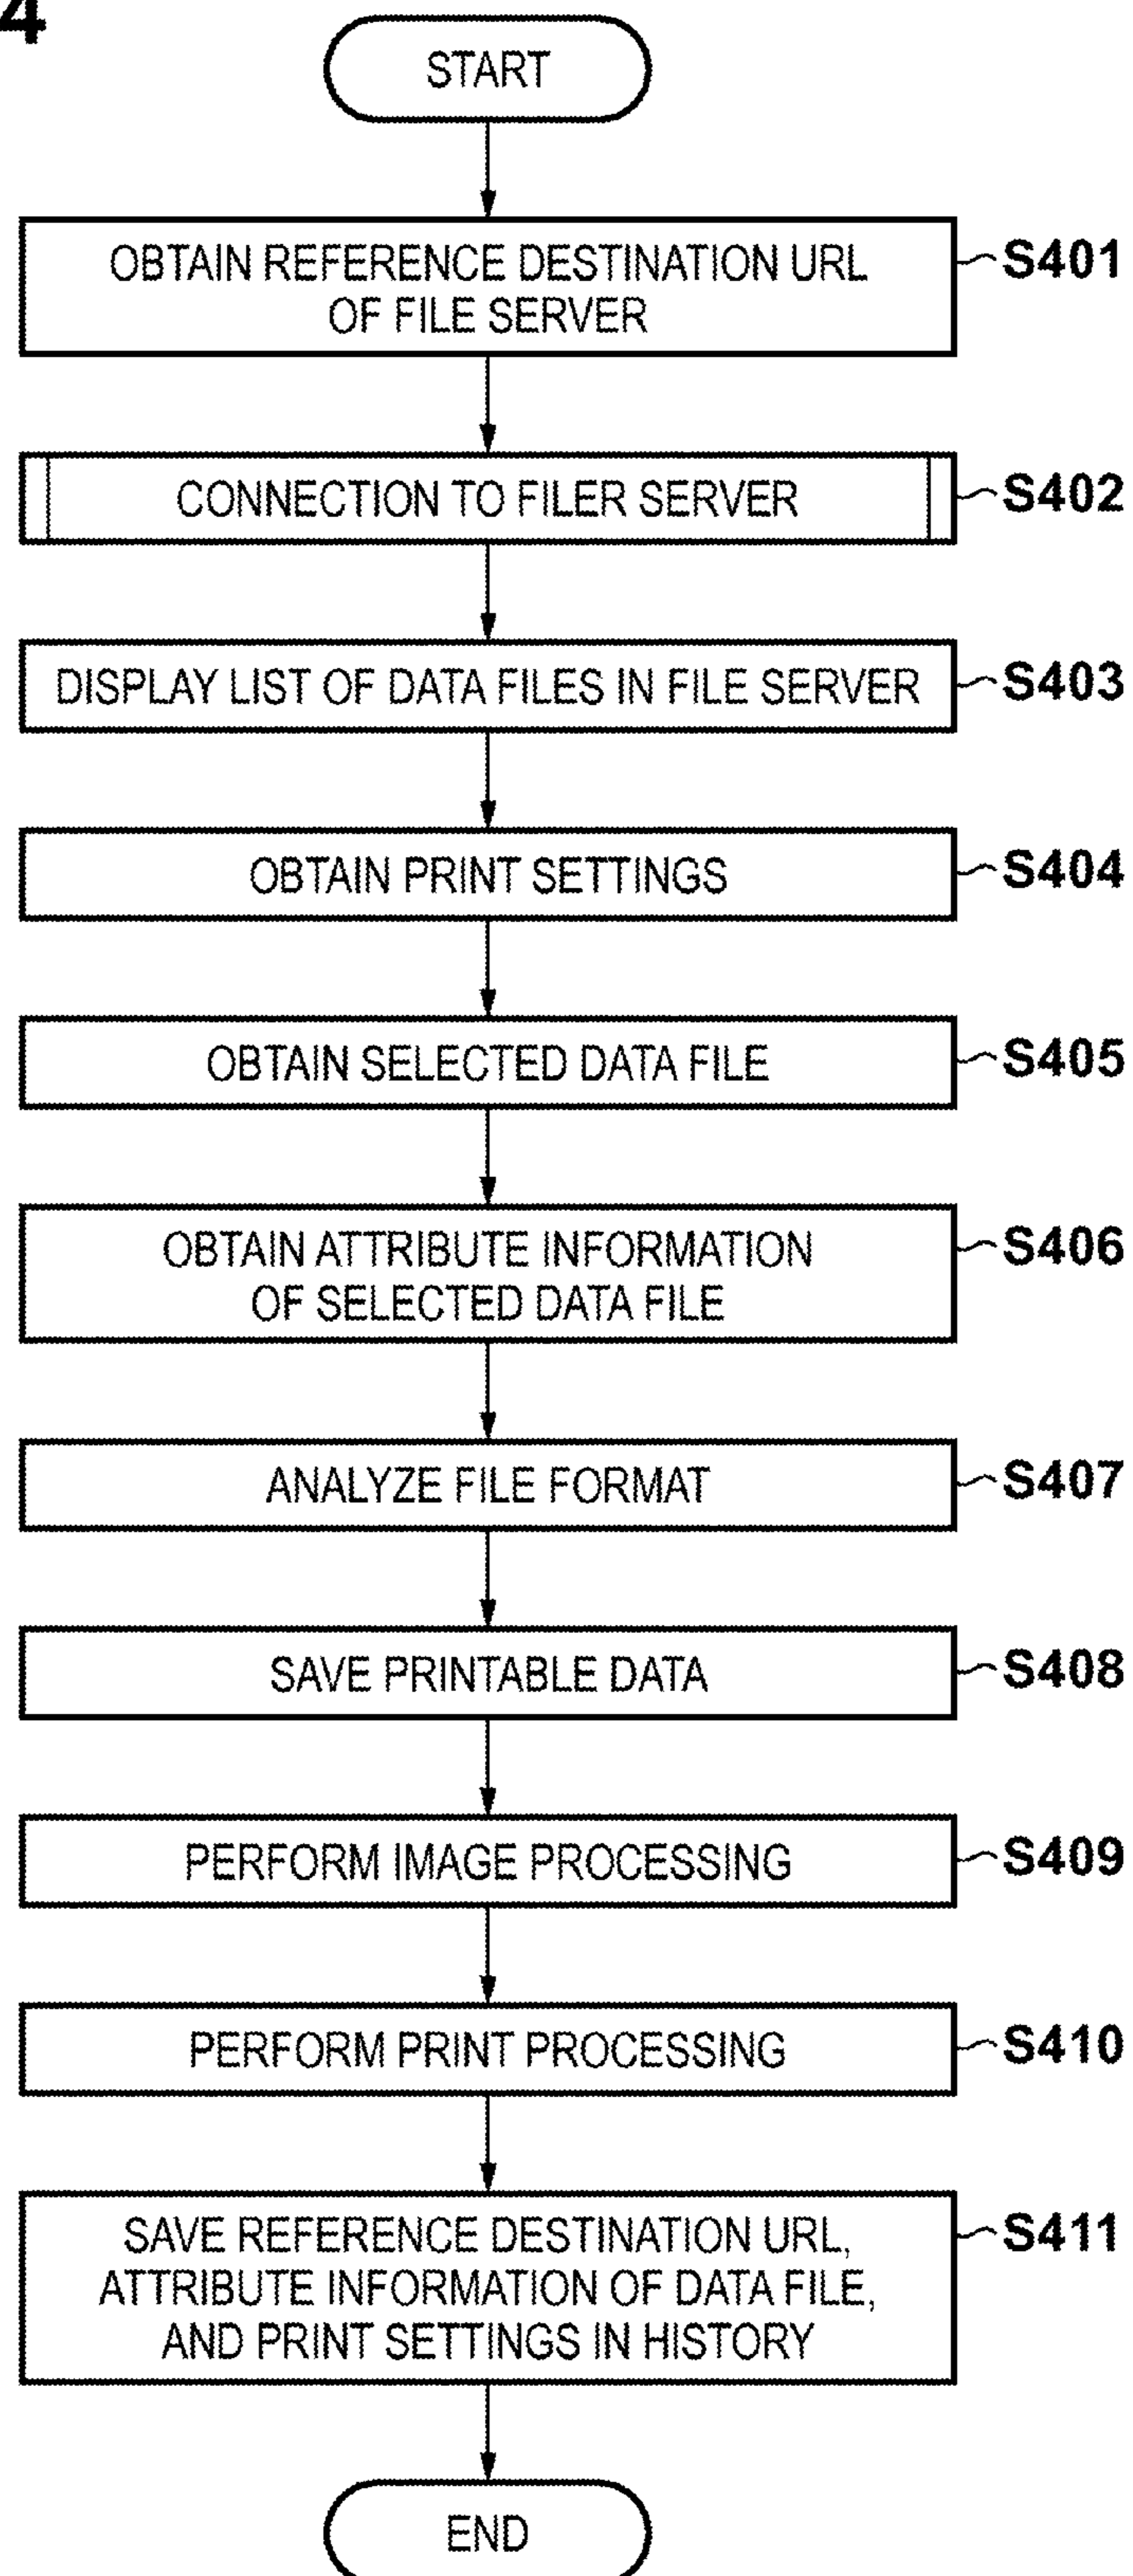 4
START
OBTAIN REFERENCE DESTINATION URL
OF FILE SERVER
S401
CONNECTION TO FILER SERVER
S402
DISPLAY LIST OF DATA FILES IN FILE SERVER
S403
OBTAIN PRINT SETTINGS
S404
OBTAIN SELECTED DATA FILE
S405
OBTAIN ATTRIBUTE INFORMATION
OF SELECTED DATA FILE
S406
ANALYZE FILE FORMAT
S407
SAVE PRINTABLE DATA
S408
PERFORM IMAGE PROCESSING
S409
PERFORM PRINT PROCESSING
S410
SAVE REFERENCE DESTINATION URL,
ATTRIBUTE INFORMATION OF DATA FILE,
AND PRINT SETTINGS IN HISTORY
S411
END